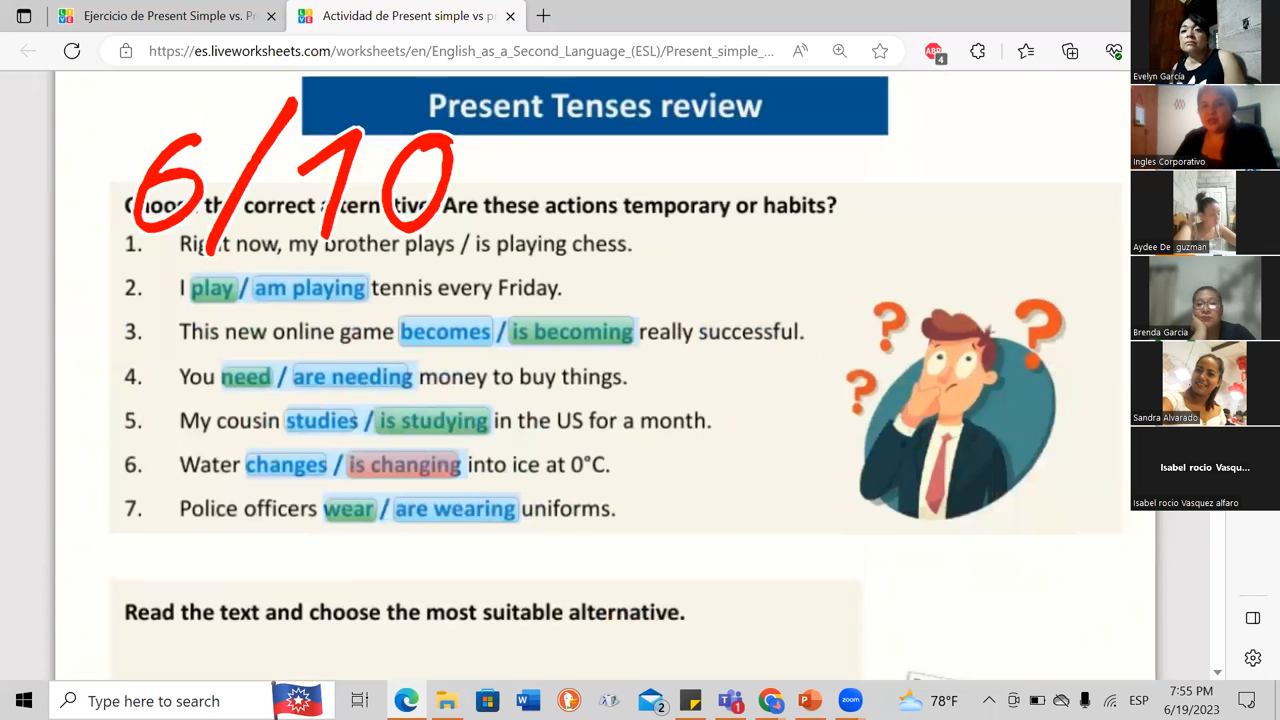 Ejercicio de Present Simple vs. Pr
Actividad de Present simple vs p
https://es.liveworksheets.com/worksheets/en/English_as_a_Second_Language_(ESL)/Present_simple_...
4
Present Tenses review
6/10
correct Are these actions temporary or habits?
1. Right now, my brother plays / is playing chess.
2. I play / am playing tennis every Friday.
3. This new online game becomes / is becoming really successful.
4. You need / are needing money to buy things.
5. My cousin studies / is studying in the US for a month.
6. Water changes / is changing into ice at 0°C.
7. Police officers wear / are wearing uniforms.
Read the text and choose the most suitable alternative.
Evelyn García
Ingles Corporativo
Aydee De guzman
Brenda Garcia
Sandra Alvarado
Isabel rocio Vasqu...
Isabel rocio Vasquez alfaro
Type here to search
2
1
4
zoom
78°F
ESP
7:55 PM
6/19/2023